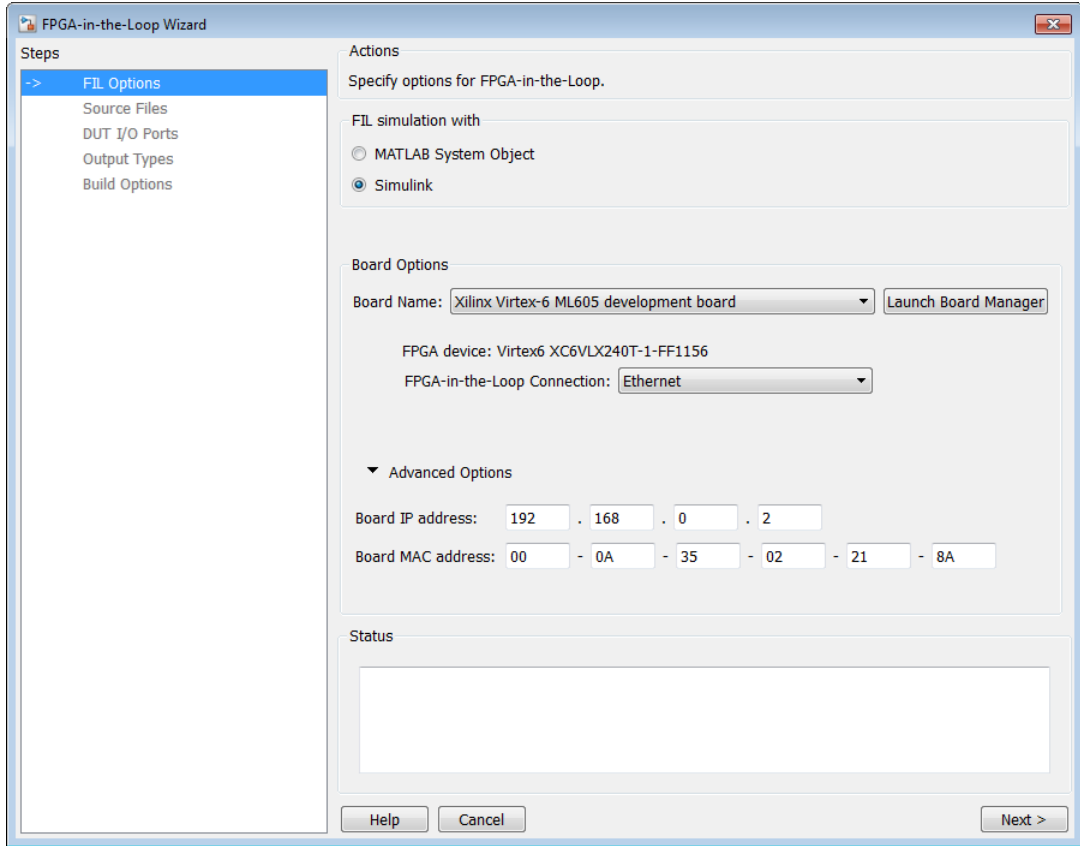 FPGA-in-the-Loop Wizard
Steps
-> FIL Options
Source Files
DUT I/O Ports
Output Types
Build Options
Actions
Specify options for FPGA-in-the-Loop.
FIL simulation with
MATLAB System Object
Simulink
Board Options
Board Name: Xilinx Virtex-6 ML605 development board Launch Board Manager
FPGA device: Virtex6 XC6VLX240T-1-FF1156
FPGA-in-the-Loop Connection: Ethernet
Advanced Options
Board IP address: 192 . 168 . 0 . 2
Board MAC address: 00 - 0A - 35 - 02 - 21 - 8A
Status
Help Cancel Next >